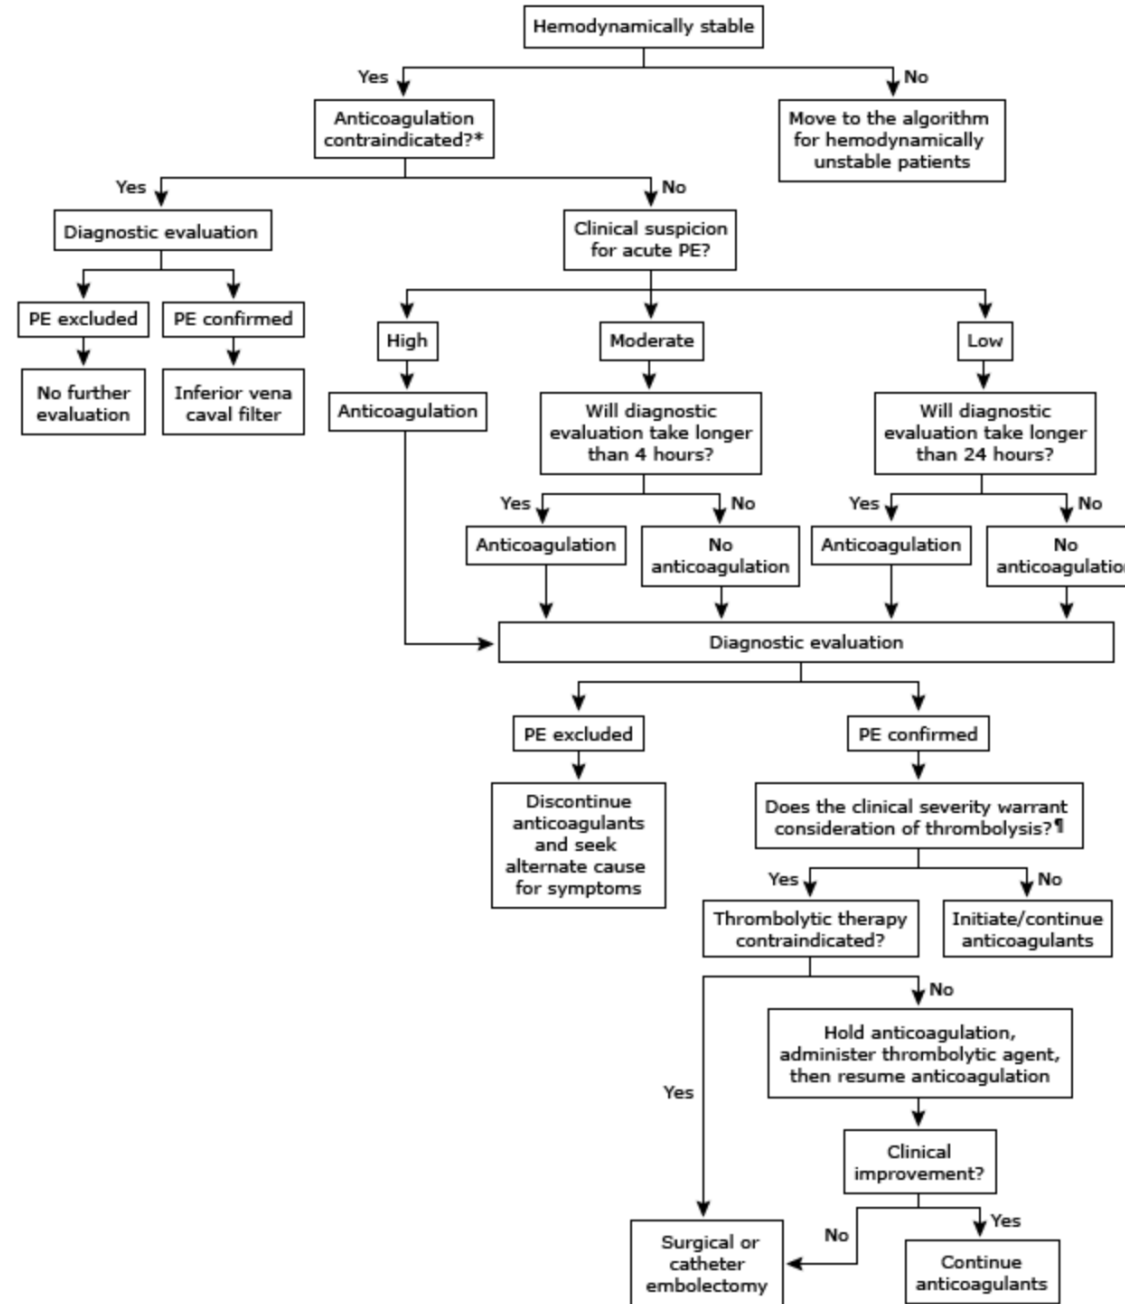 Hemodynamically stable
Yes
No
Anticoagulation
contraindicated?*
Move to the algorithm
for hemodynamically
unstable patients
Yes
No
Diagnostic evaluation
Clinical suspicion
for acute PE?
PE excluded
PE confirmed
High
Moderate
Low
No further
evaluation
Inferior vena
caval filter
Anticoagulation
Will diagnostic
evaluation take longer
than 4 hours?
Will diagnostic
evaluation take longer
than 24 hours?
Yes
No
Yes
No
Anticoagulation
No
anticoagulation
Anticoagulation
No
anticoagulation
Diagnostic evaluation
PE excluded
PE confirmed
Discontinue
anticoagulants
and seek
alternate cause
for symptoms
Does the clinical severity warrant
consideration of thrombolysis?¶
Yes
No
Thrombolytic therapy
contraindicated?
Initiate/continue
anticoagulants
No
Hold anticoagulation,
administer thrombolytic agent,
then resume anticoagulation
Yes
Clinical
improvement?
No
Yes
Surgical or
catheter
embolectomy
Continue
anticoagulants